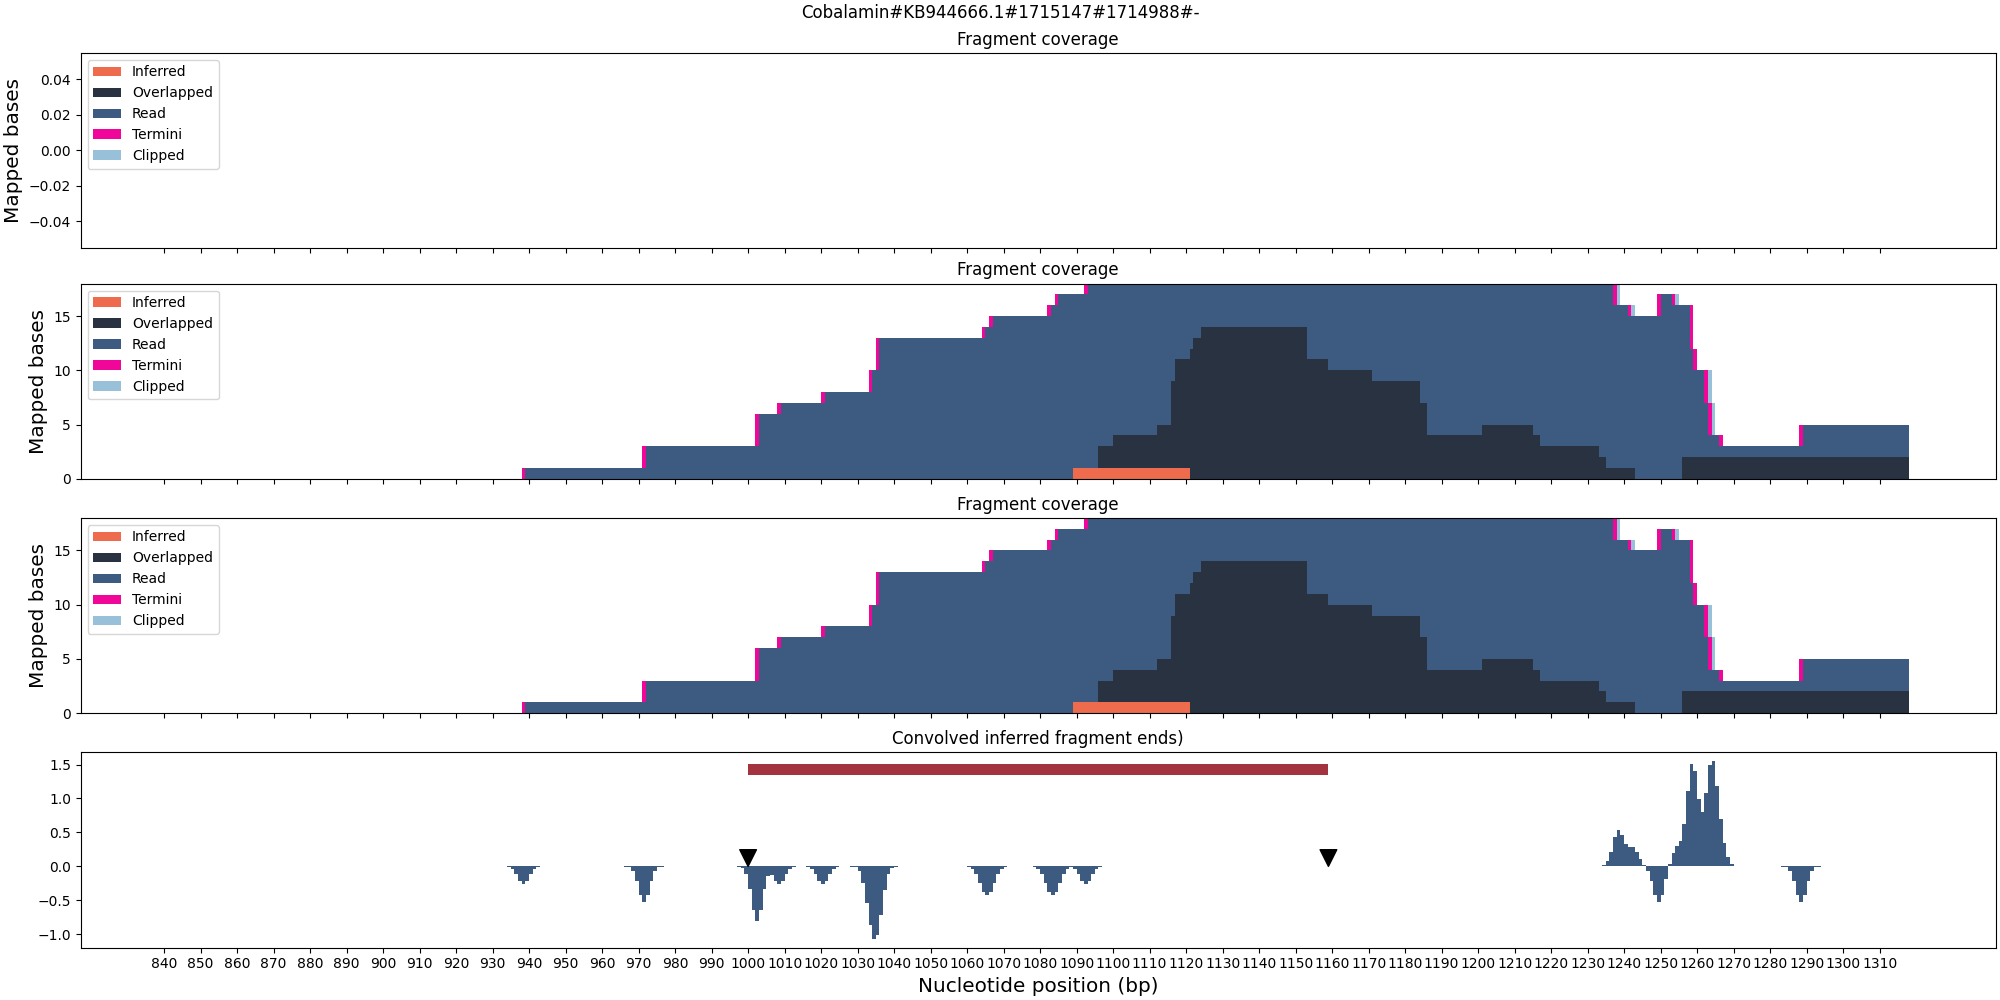 Cobalamin#KB944666.1#1715147#1714988#-
Fragment coverage
Mapped bases
0.04
0.02
0.00
−0.02
−0.04
Inferred
Overlapped
Read
Termini
Clipped
Fragment coverage
Mapped bases
15
10
5
0
Inferred
Overlapped
Read
Termini
Clipped
Fragment coverage
Mapped bases
15
10
5
0
Inferred
Overlapped
Read
Termini
Clipped
Convolved inferred fragment ends)
1.5
1.0
0.5
0.0
−0.5
−1.0
840 850 860 870 880 890 900 910 920 930 940 950 960 970 980 990 1000 1010 1020 1030 1040 1050 1060 1070 1080 1090 1100 1110 1120 1130 1140 1150 1160 1170 1180 1190 1200 1210 1220 1230 1240 1250 1260 1270 1280 1290 1300 1310
Nucleotide position (bp)